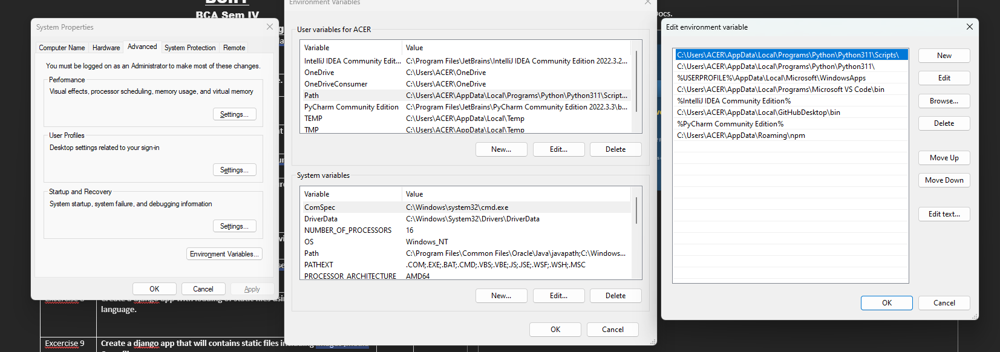 BCA Sem IV
Docs.
System Properties
Computer Name
Hardware
Advanced
System Protection
Remote
You must be logged on as an Administrator to make most of these changes.
Performance
Visual effects, processor scheduling, memory usage, and virtual memory
Settings...
User Profiles
Desktop settings related to your sign-in
Settings...
Startup and Recovery
System startup, system failure, and debugging information
Settings...
Environment Variables...
OK
Cancel
Apply
Environment Variables
User variables for ACER
Variable Value
IntelliJ IDEA Community Edit... C:\Program Files\JetBrains\IntelliJ IDEA Community Edition 2022.3.2...
OneDrive C:\Users\ACER\OneDrive
OneDriveConsumer C:\Users\ACER\OneDrive
Path C:\Users\ACER\AppData\Local\Programs\Python\Python311\Script...
PyCharm Community Edition C:\Program Files\JetBrains\PyCharm Community Edition 2022.3.3\b...
TEMP C:\Users\ACER\AppData\Local\Temp
TMP C:\Users\ACER\AppData\Local\Temp
New...
Edit...
Delete
System variables
Variable Value
ComSpec C:\Windows\system32\cmd.exe
DriverData C:\Windows\System32\Drivers\DriverData
NUMBER_OF_PROCESSORS 16
OS Windows_NT
Path C:\Program Files\Common Files\Oracle\Java\javapath;C:\Windows...
PATHEXT .COM;.EXE;.BAT;.CMD;.VBS;.VBE;.JS;.JSE;.WSF;.WSH;.MSC
PROCESSOR_ARCHITECTURE AMD64
New...
Edit...
Delete
OK
Cancel
Edit environment variable
C:\Users\ACER\AppData\Local\Programs\Python\Python311\Scripts\
C:\Users\ACER\AppData\Local\Programs\Python\Python311\
%USERPROFILE%\AppData\Local\Microsoft\WindowsApps
C:\Users\ACER\AppData\Local\Programs\Microsoft VS Code\bin
%IntelliJ IDEA Community Edition%
C:\Users\ACER\AppData\Local\GitHubDesktop\bin
%PyCharm Community Edition%
C:\Users\ACER\AppData\Roaming\npm
New
Edit
Browse...
Delete
Move Up
Move Down
Edit text...
OK
Cancel
Create a django app with loading of static files
language.
Excercise 9 Create a django app that will contains static files including